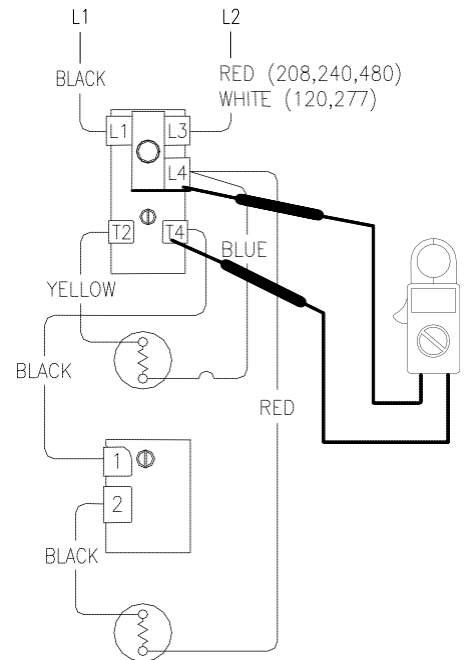 L1 L2
BLACK
RED (208,240,480)
WHITE (120,277)
L1 L3
L4
T2 T4
BLUE
YELLOW
BLACK
RED
1
2
BLACK